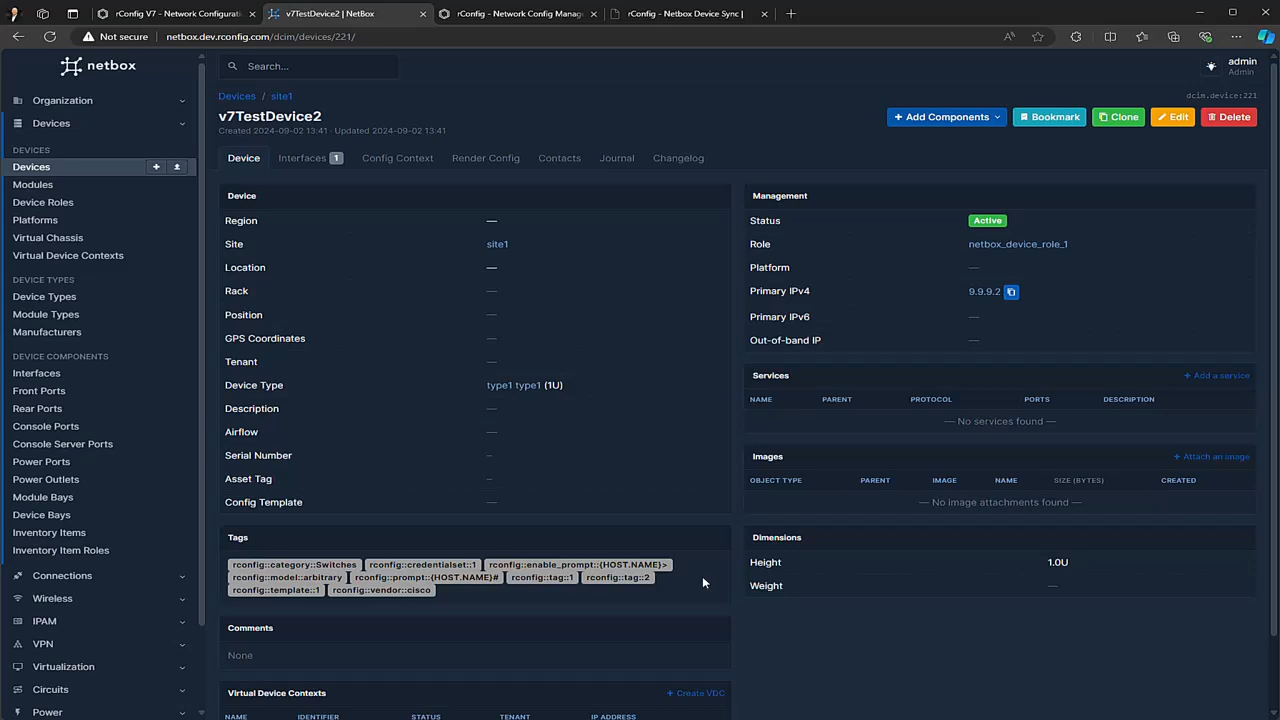 rConfig V7 - Network Configurati
v7TestDevice2 | NetBox
rConfig - Network Config Manage
rConfig - Netbox Device Sync |
Not secure
netbox.dev.rconfig.com/dcim/devices/221/
netbox
Search...
admin
Admin
Organization
Devices
DEVICES
Devices
Modules
Device Roles
Platforms
Virtual Chassis
Virtual Device Contexts
DEVICE TYPES
Device Types
Module Types
Manufacturers
DEVICE COMPONENTS
Interfaces
Front Ports
Rear Ports
Console Ports
Console Server Ports
Power Ports
Power Outlets
Module Bays
Device Bays
Inventory Items
Inventory Item Roles
Connections
Wireless
IPAM
VPN
Virtualization
Circuits
Power
Devices / site1
dcim.device:221
v7TestDevice2
Created 2024-09-02 13:41 · Updated 2024-09-02 13:41
+ Add Components
Bookmark
Clone
Edit
Delete
Device Interfaces 1 Config Context Render Config Contacts Journal Changelog
Device
Region —
Site site1
Location —
Rack —
Position —
GPS Coordinates —
Tenant —
Device Type type1 type1 (1U)
Description —
Airflow —
Serial Number –
Asset Tag –
Config Template —
Tags
rconfig::category::Switches rconfig::credentialset::1 rconfig::enable_prompt::{HOST.NAME}>
rconfig::model::arbitrary rconfig::prompt::{HOST.NAME}# rconfig::tag::1 rconfig::tag::2
rconfig::template::1 rconfig::vendor::cisco
Comments
None
Virtual Device Contexts + Create VDC
NAME IDENTIFIER STATUS TENANT IP ADDRESS
Management
Status Active
Role netbox_device_role_1
Platform —
Primary IPv4 9.9.9.2
Primary IPv6 —
Out-of-band IP —
Services + Add a service
NAME PARENT PROTOCOL PORTS DESCRIPTION
— No services found —
Images + Attach an image
OBJECT TYPE PARENT IMAGE NAME SIZE (BYTES) CREATED
— No image attachments found —
Dimensions
Height 1.0U
Weight —